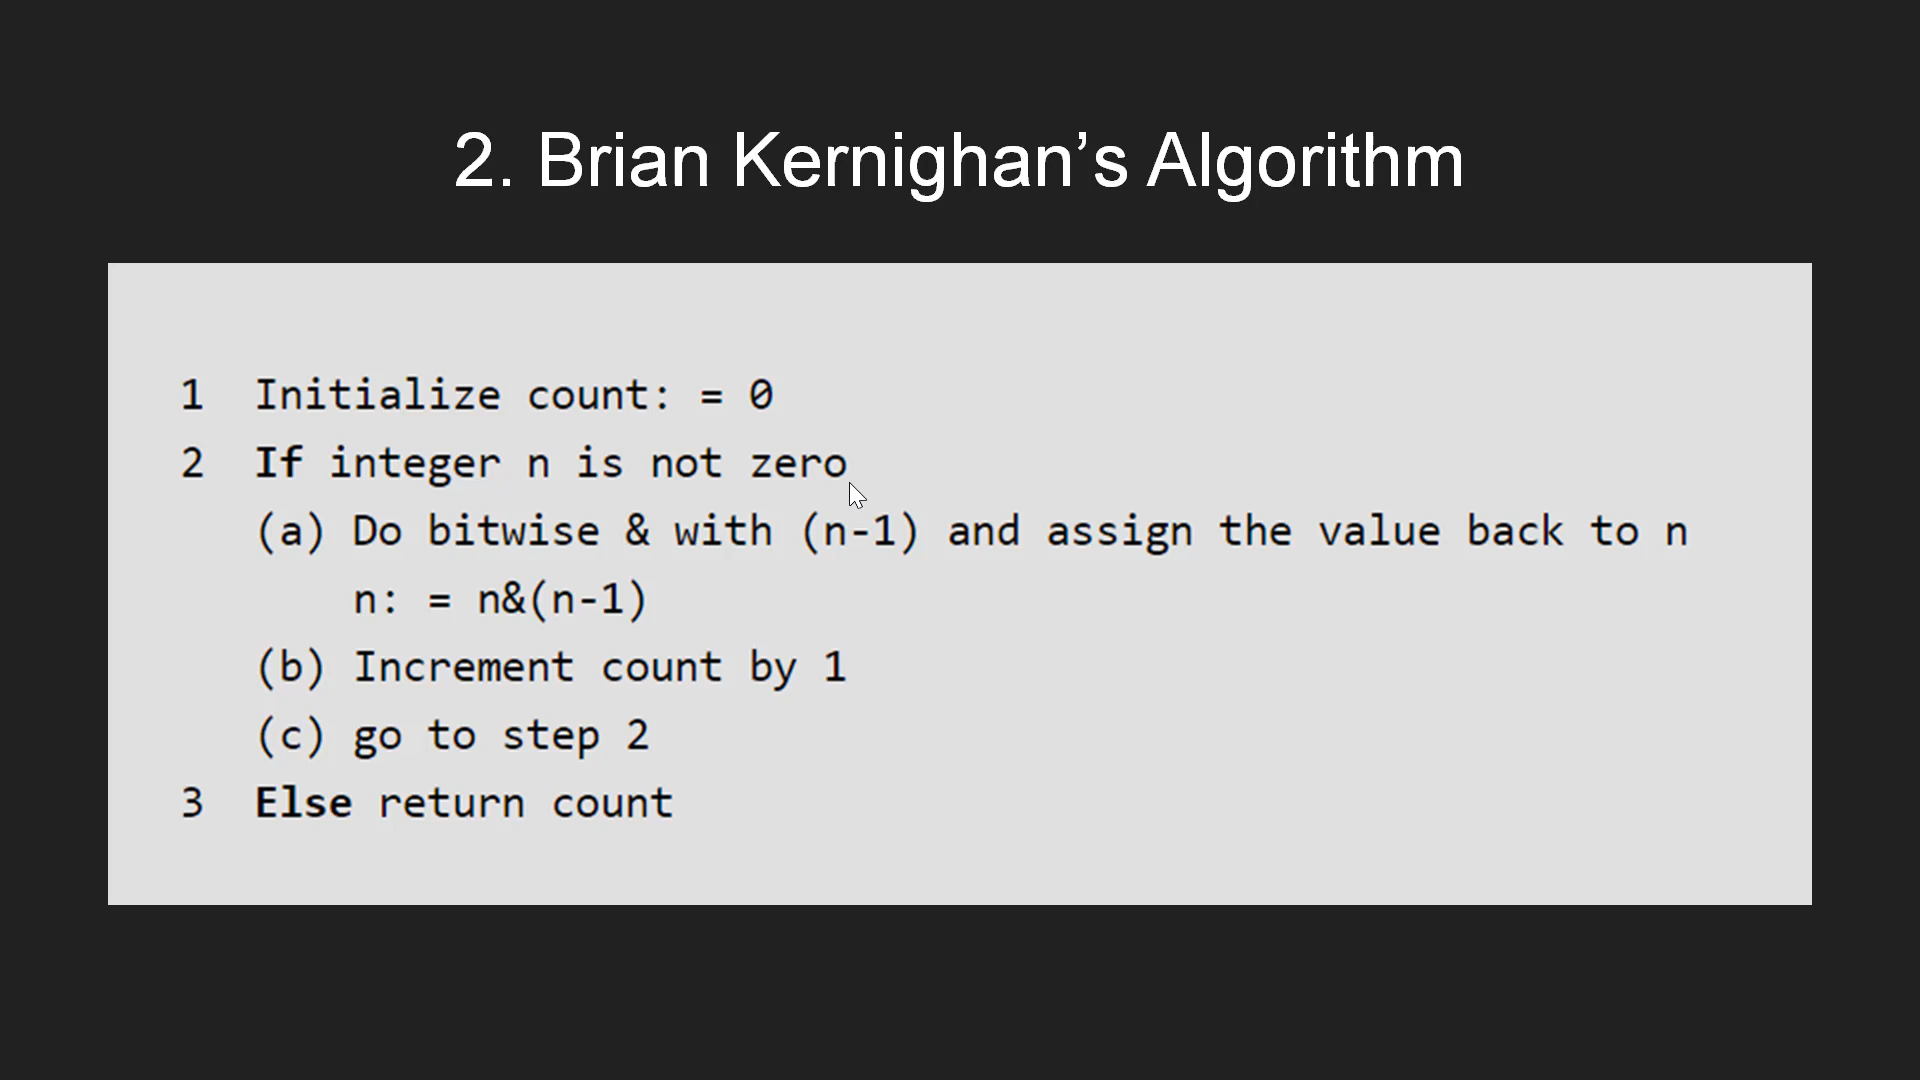 2. Brian Kernighan’s Algorithm
1 Initialize count: = 0
2 If integer n is not zero
(a) Do bitwise & with (n-1) and assign the value back to n
n: = n&(n-1)
(b) Increment count by 1
(c) go to step 2
3 Else return count